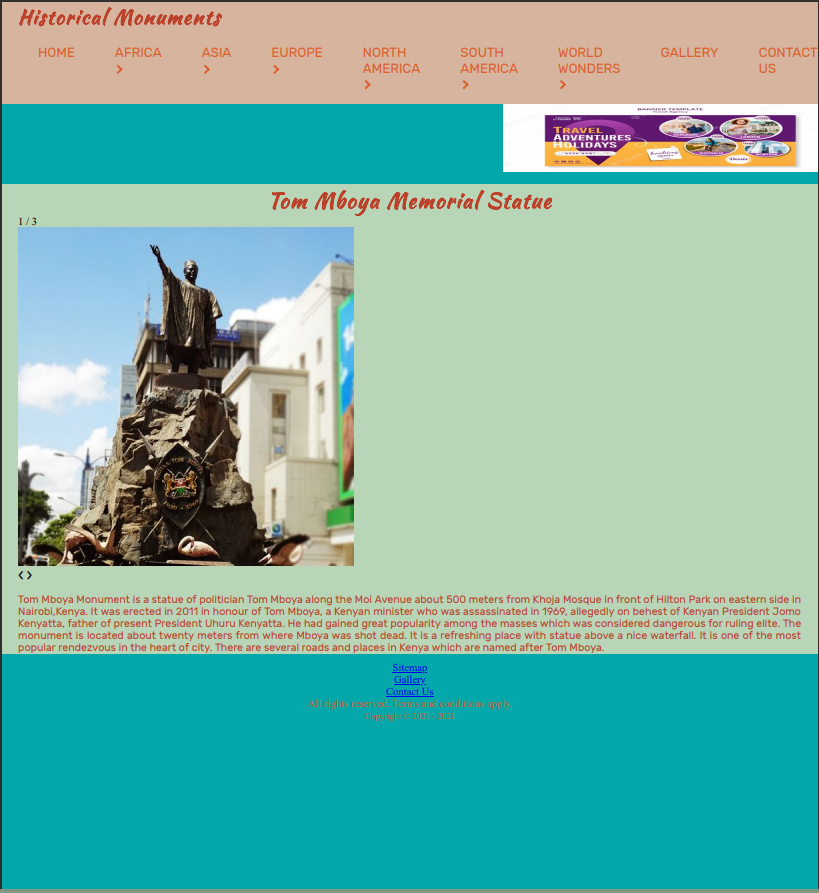 Historical Monuments
HOME
AFRICA
ASIA
EUROPE
NORTH AMERICA
SOUTH AMERICA
WORLD WONDERS
GALLERY
CONTACT US
BANNER TEMPLATE
TRAVEL
ADVENTURES
HOLIDAYS
Tom Mboya Memorial Statue
1 / 3
Tom Mboya Monument is a statue of politician Tom Mboya along the Moi Avenue about 500 meters from Khoja Mosque in front of Hilton Park on eastern side in
Nairobi,Kenya. It was erected in 2011 in honour of Tom Mboya, a Kenyan minister who was assassinated in 1969, allegedly on behest of Kenyan President Jomo
Kenyatta, father of present President Uhuru Kenyatta. He had gained great popularity among the masses which was considered dangerous for ruling elite. The
monument is located about twenty meters from where Mboya was shot dead. It is a refreshing place with statue above a nice waterfall. It is one of the most
popular rendezvous in the heart of city. There are several roads and places in Kenya which are named after Tom Mboya.
Sitemap
Gallery
Contact Us
All rights reserved. Terms and conditions apply.
Copyright © 2021 - 2021